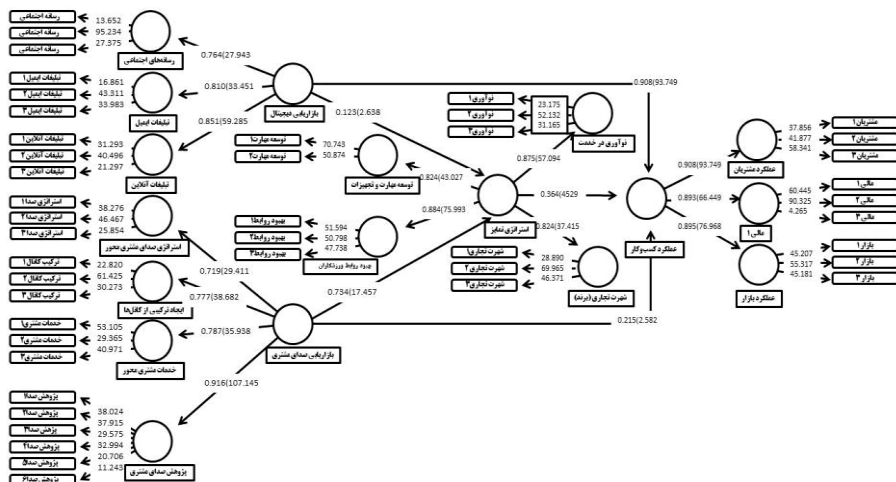 رسانه اجتماعی
رسانه اجتماعی
رسانه اجتماعی
13.652
95.234
27.375
رسانه‌های اجتماعی
0.764(27.943
تبلیغات ایمیل۱
تبلیغات ایمیل۲
تبلیغات ایمیل۳
16.861
43.311
33.983
تبلیغات ایمیل
0.810(33.451
تبلیغات آنلاین۱
تبلیغات آنلاین۲
تبلیغات آنلاین۳
31.293
40.496
21.297
تبلیغات آنلاین
0.851(59.285
بازاریابی دیجیتال
0.123(2.638
0.908(93.749
استراتژی صدا۱
استراتژی صدا۲
استراتژی صدا۳
38.276
46.467
25.854
استراتژی صدای مشتری محور
0.719(29.411
ترکیب کانال۱
ترکیب کانال۲
ترکیب کانال۳
22.820
61.425
30.273
ایجاد ترکیبی از کانال‌ها
0.777(38.682
خدمات مشتری۱
خدمات مشتری۲
خدمات مشتری۳
53.105
29.365
40.971
خدمات مشتری محور
0.787(35.938
بازاریابی صدای مشتری
0.734(17.457
0.215(2.582
0.916(107.145
پژوهش صدا۱
پژوهش صدا۲
پژوهش صدا۳
پژوهش صدا۴
پژوهش صدا۵
پژوهش صدا۶
38.024
37.915
29.575
32.994
20.706
11.243
پژوهش صدای مشتری
توسعه مهارت۱
توسعه مهارت۲
70.743
50.874
توسعه مهارت و تجهیزات
0.824(43.027
بهبود روابط۱
بهبود روابط۲
بهبود روابط۳
51.594
50.798
47.738
بهبود روابط ورزشکاران
0.884(75.993
نوآوری۱
نوآوری۲
نوآوری۳
23.175
52.132
31.165
نوآوری در خدمت
0.875(57.094
استراتژی تمایز
0.364(4529
0.824(37.415
شهرت تجاری۱
شهرت تجاری۲
شهرت تجاری۳
28.890
69.965
46.371
شهرت تجاری (برند)
عملکرد کسب‌وکار
0.908(93.749
مشتریان۱
مشتریان۲
مشتریان۳
37.856
41.877
58.341
عملکرد مشتریان
0.893(66.449
مالی۱
مالی۲
مالی۳
60.445
90.325
4.265
مالی۱
0.895(76.968
بازار۱
بازار۲
بازار۳
45.207
55.317
45.181
عملکرد بازار